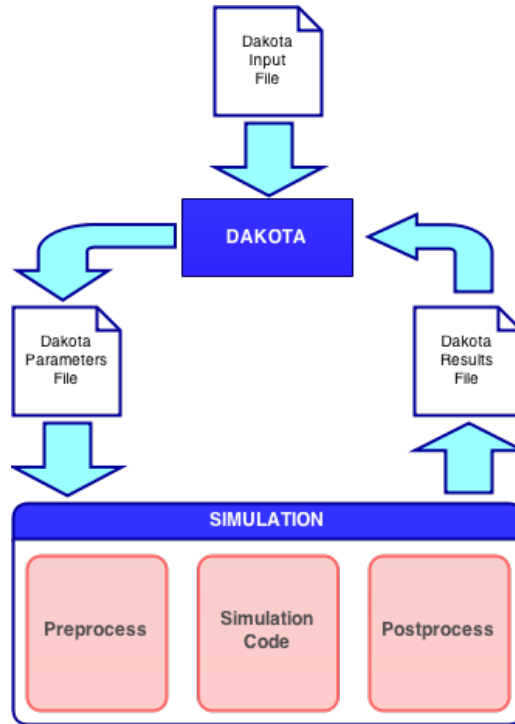 Dakota
Input
File
DAKOTA
Dakota
Parameters
File
Dakota
Results
File
SIMULATION
Preprocess
Simulation
Code
Postprocess